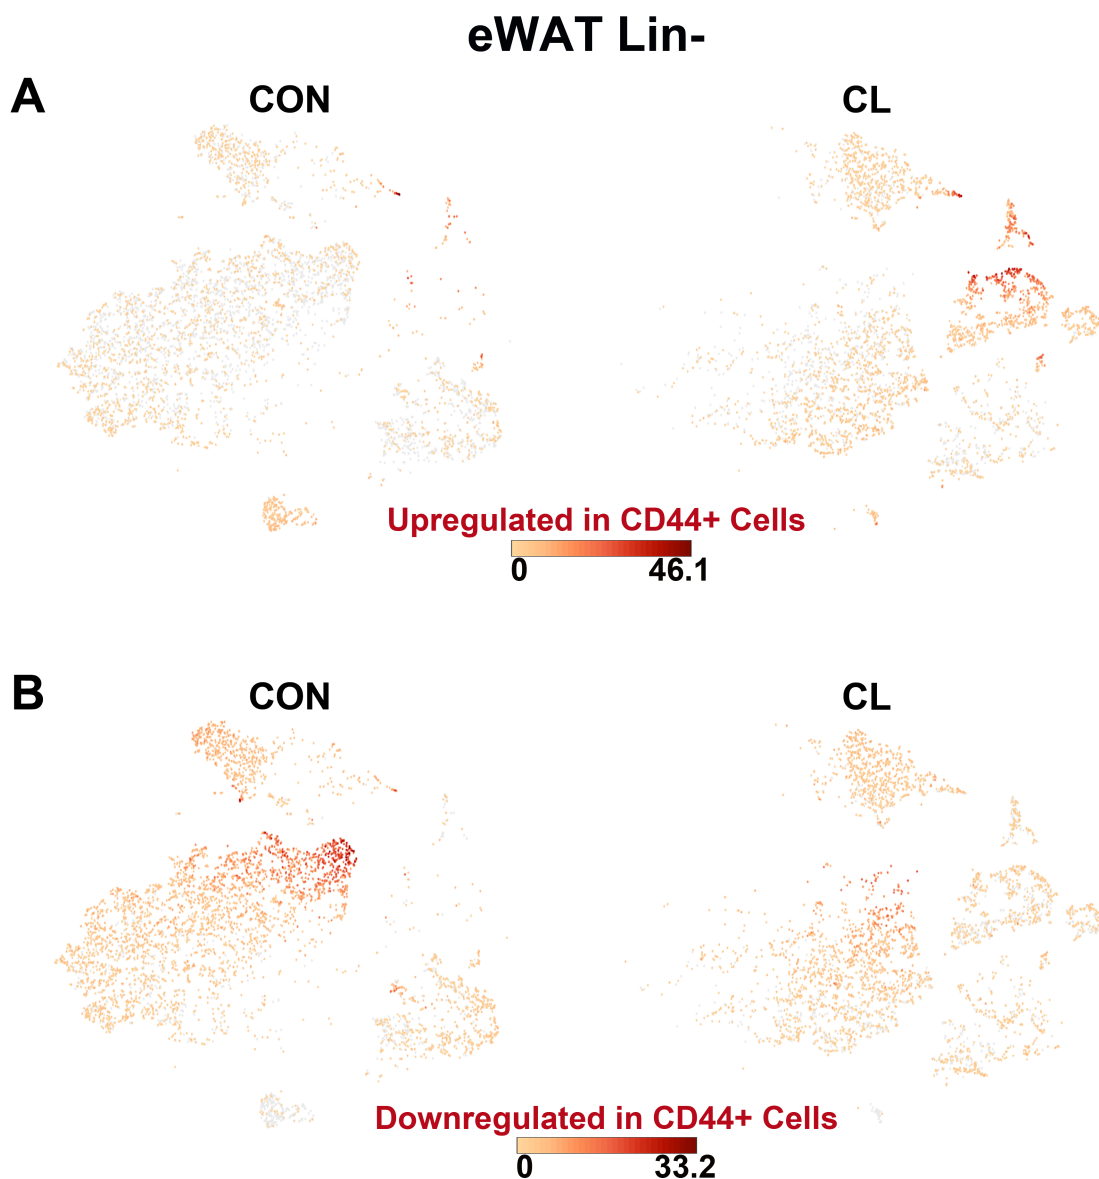 eWAT Lin-
A
CON
CL
Upregulated in CD44+ Cells
0
46.1
B
CON
CL
Downregulated in CD44+ Cells
0
33.2